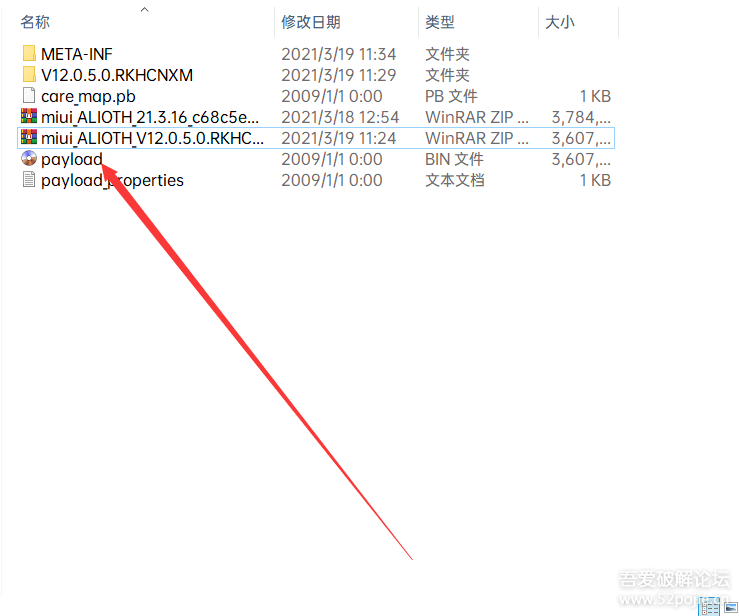 名称 修改日期 类型 大小
META-INF 2021/3/19 11:34 文件夹
V12.0.5.0.RKHCNXM 2021/3/19 11:29 文件夹
care_map.pb 2009/1/1 0:00 PB 文件 1 KB
miui_ALIOTH_21.3.16_c68c5e... 2021/3/18 12:54 WinRAR ZIP ... 3,784,...
miui_ALIOTH_V12.0.5.0.RKHC... 2021/3/19 11:24 WinRAR ZIP ... 3,607,...
payload 2009/1/1 0:00 BIN 文件 3,607,...
payload_properties 2009/1/1 0:00 文本文档 1 KB
吾爱破解论坛
www.52pojie.cn